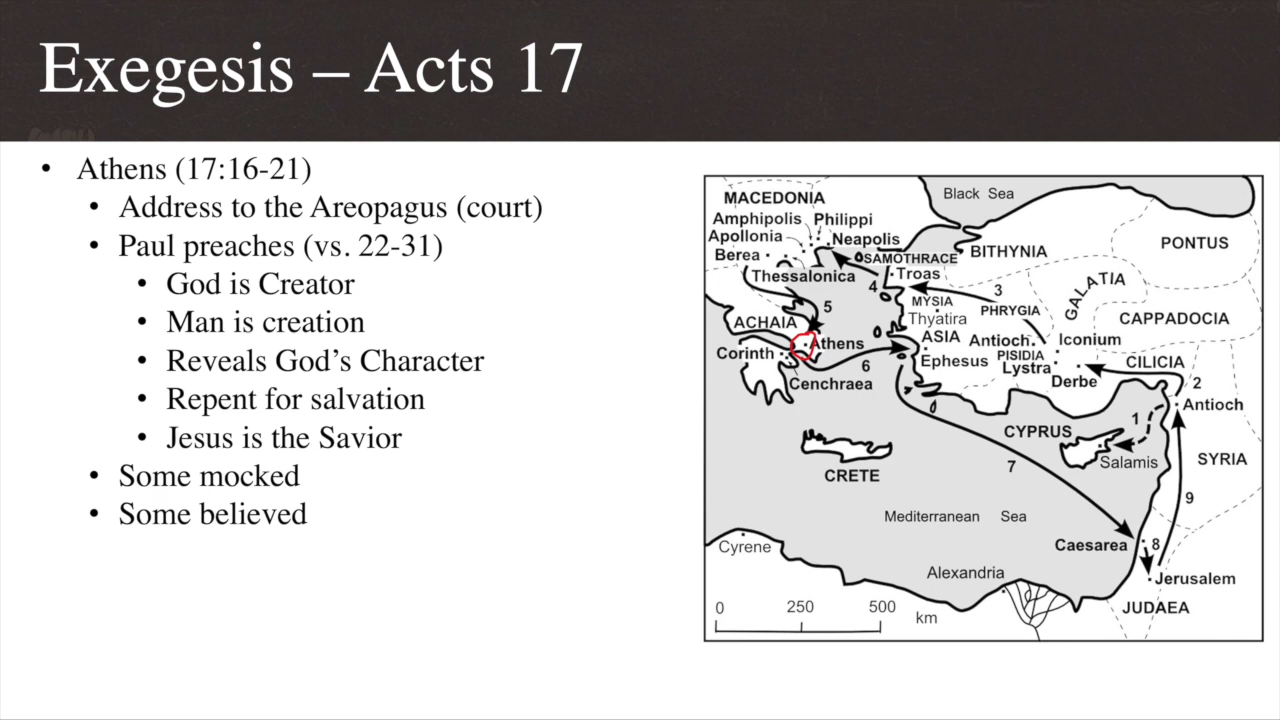 Exegesis – Acts 17
• Athens (17:16-21)
• Address to the Areopagus (court)
• Paul preaches (vs. 22-31)
• God is Creator
• Man is creation
• Reveals God’s Character
• Repent for salvation
• Jesus is the Savior
• Some mocked
• Some believed
Black Sea
MACEDONIA
Amphipolis
Philippi
Apollonia
Neapolis
Berea
SAMOTHRACE
BITHYNIA
PONTUS
Thessalonica
Troas
4
3
GALATIA
MYSIA
PHRYGIA
5
Thyatira
CAPPADOCIA
ACHAIA
Athens
ASIA
Antioch
Iconium
Corinth
6
Ephesus
PISIDIA
Lystra
CILICIA
Cenchraea
Derbe
2
Antioch
1
CYPRUS
Salamis
SYRIA
CRETE
7
9
Mediterranean Sea
Cyrene
Caesarea
8
Alexandria
Jerusalem
JUDAEA
0 250 500 km